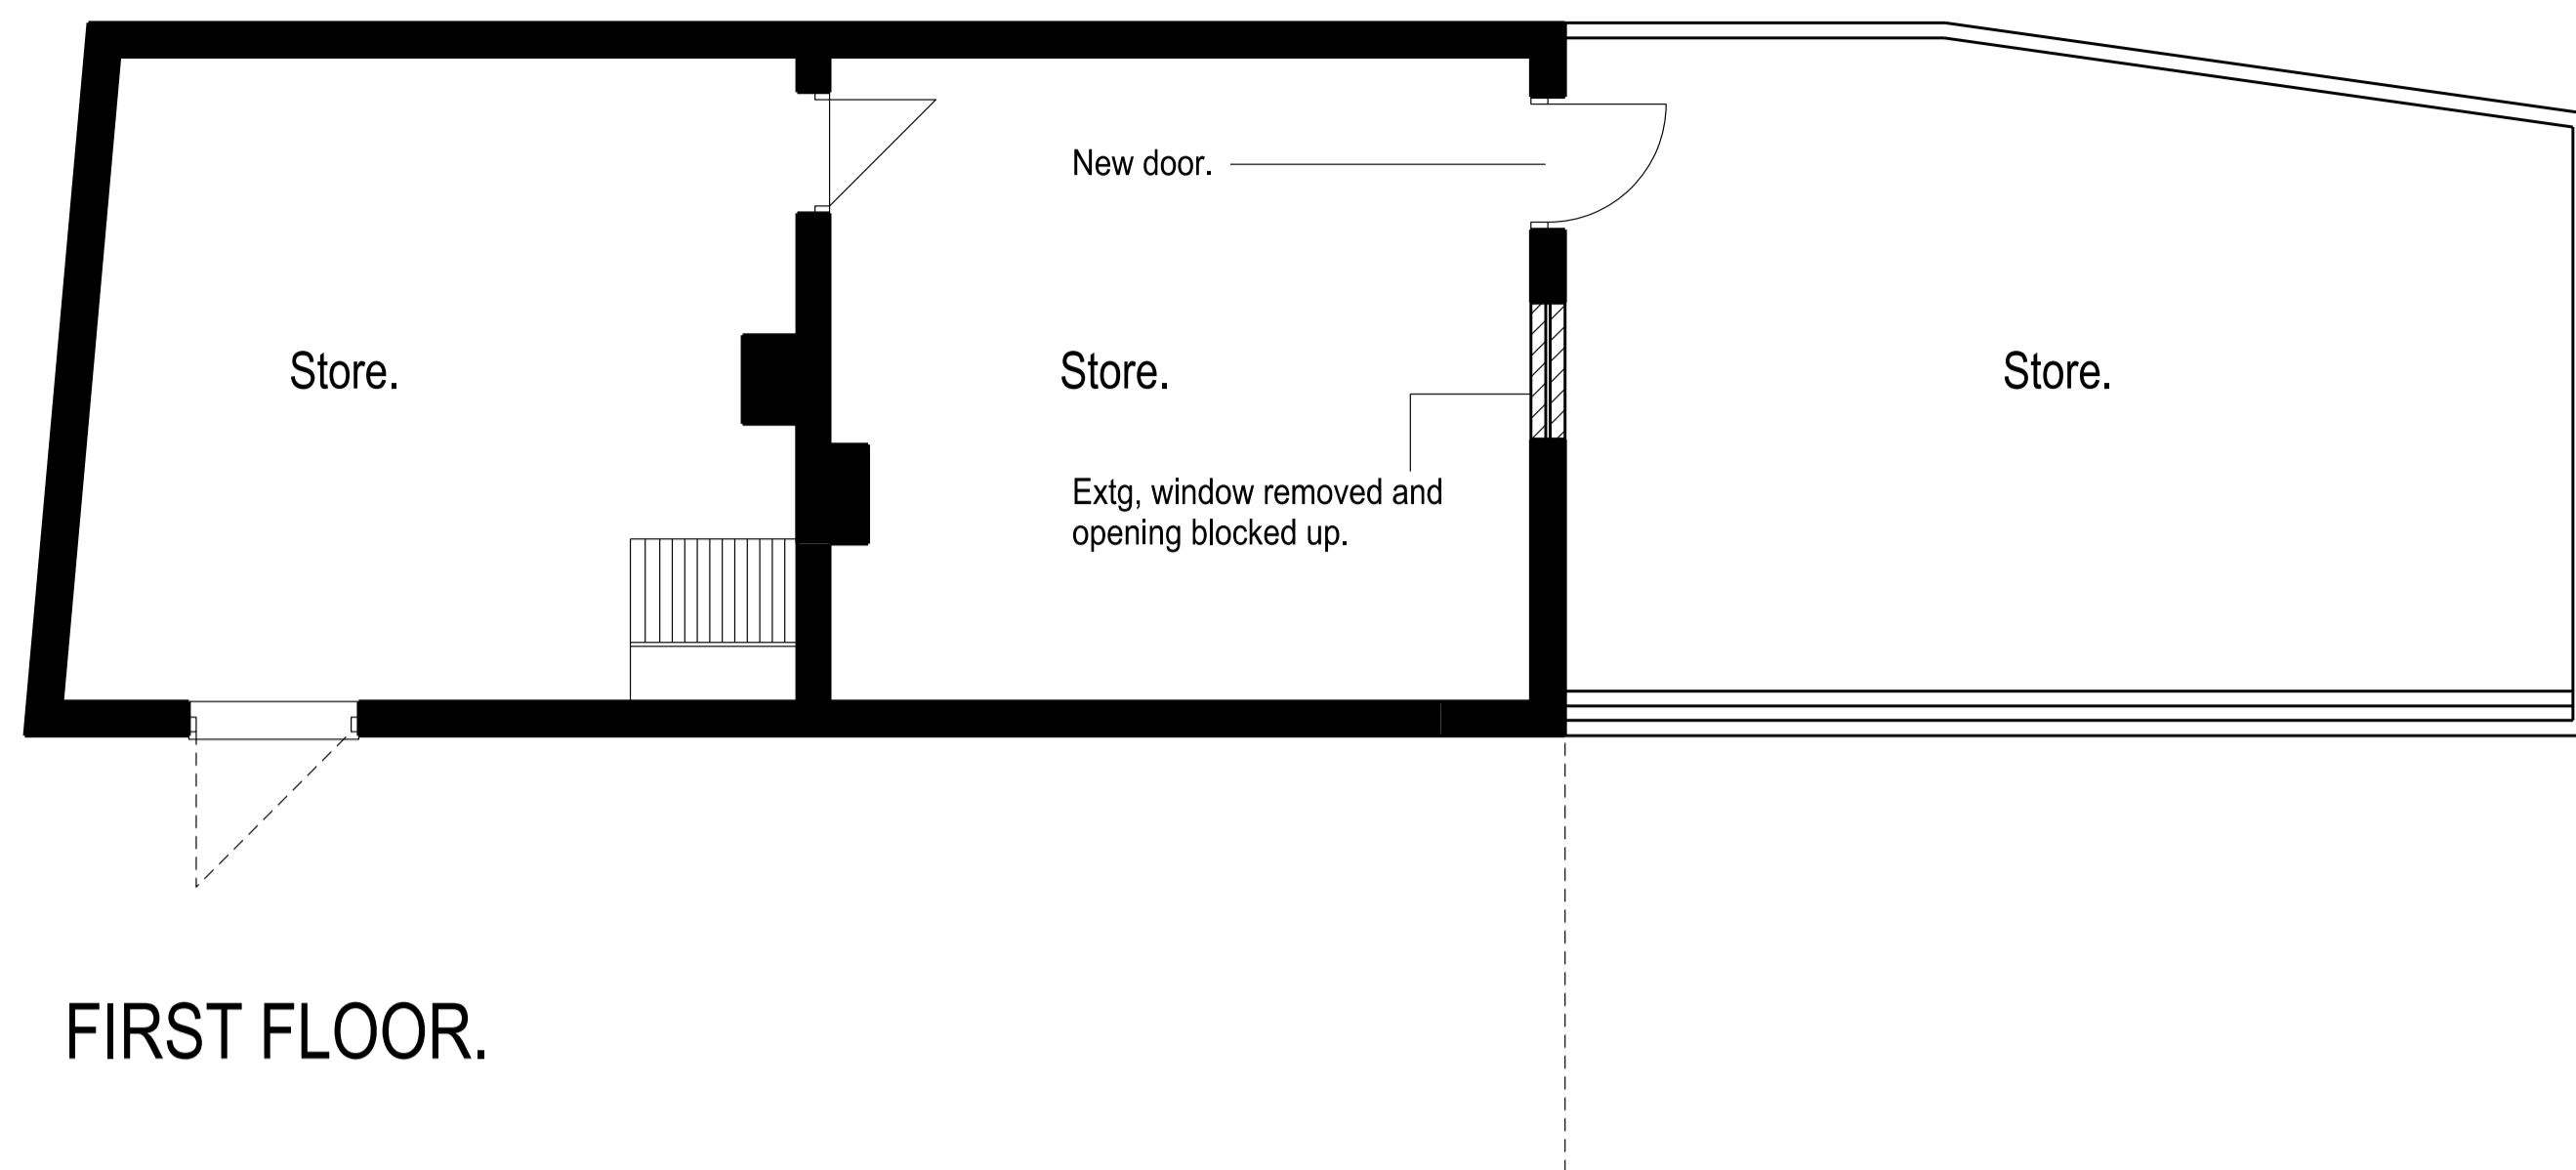 New door.
Store.
Store.
Store.
Extg, window removed and
opening blocked up.
FIRST FLOOR.